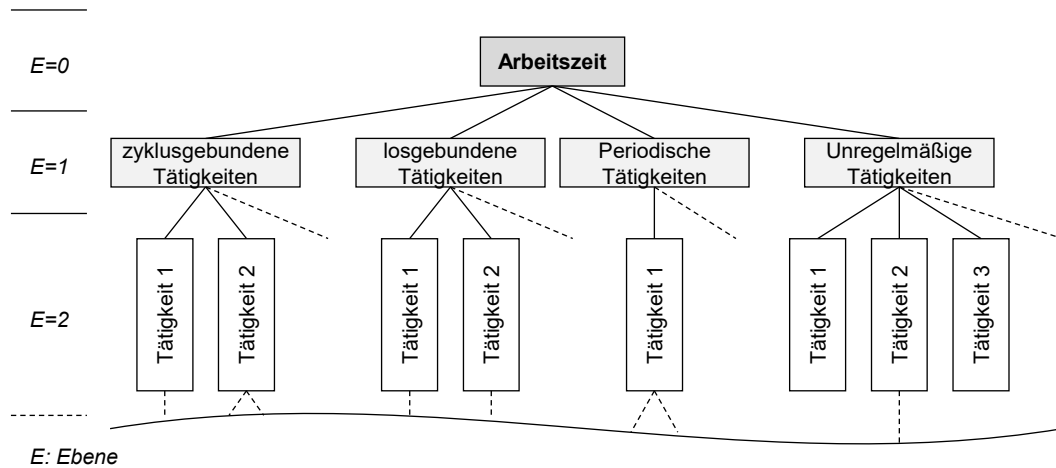 E=0
Arbeitszeit
E=1
zyklusgebundene
Tätigkeiten
losgebundene
Tätigkeiten
Periodische
Tätigkeiten
Unregelmäßige
Tätigkeiten
E=2
Tätigkeit 1
Tätigkeit 2
Tätigkeit 1
Tätigkeit 2
Tätigkeit 1
Tätigkeit 1
Tätigkeit 2
Tätigkeit 3
E: Ebene